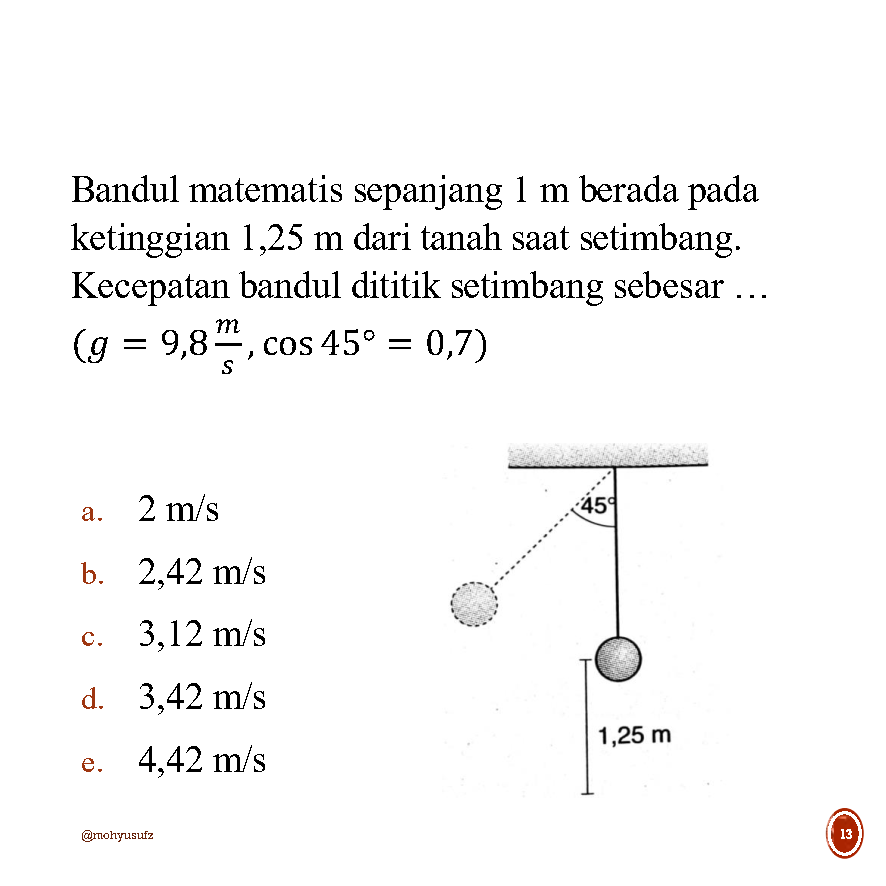 Bandul matematis sepanjang 1 m berada pada
ketinggian 1,25 m dari tanah saat setimbang.
Kecepatan bandul dititik setimbang sebesar …
(g = 9,8 m/s, cos 45° = 0,7)
a. 2 m/s
b. 2,42 m/s
c. 3,12 m/s
d. 3,42 m/s
e. 4,42 m/s
45°
1,25 m
@mohyusufz
13